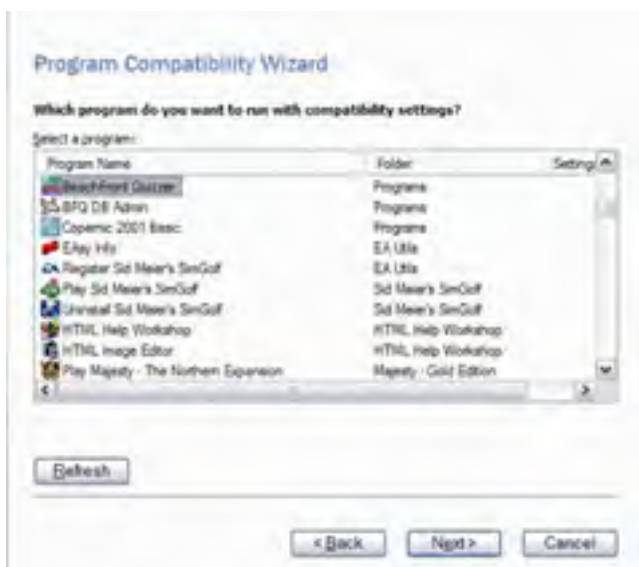 Program Compatibility Wizard
Which program do you want to run with compatibility settings?
Select a program:
Program Name Folder Settings
BeachFront Quizzer Programs
BFQ DB Admin Programs
Copernic 2001 Basic Programs
EAsy Info EA Utils
Register Sid Meier's SimGolf EA Utils
Play Sid Meier's SimGolf Sid Meier's SimGolf
Uninstall Sid Meier's SimGolf Sid Meier's SimGolf
HTML Help Workshop HTML Help Workshop
HTML Image Editor HTML Help Workshop
Play Majesty - The Northern Expansion Majesty - Gold Edition
Refresh
< Back Next > Cancel